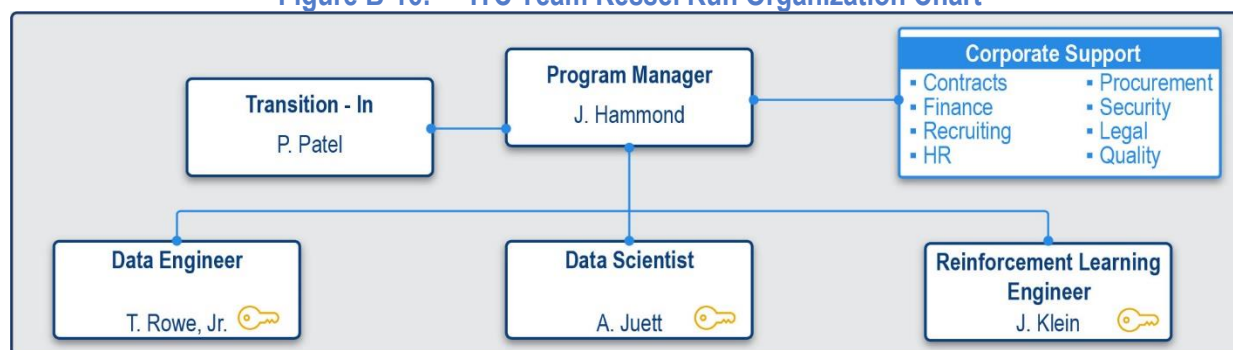 Program Manager
J. Hammond
Transition - In
P. Patel
Corporate Support
▪ Contracts
▪ Finance
▪ Recruiting
▪ HR
▪ Procurement
▪ Security
▪ Legal
▪ Quality
Data Engineer
T. Rowe, Jr.
Data Scientist
A. Juett
Reinforcement Learning
Engineer
J. Klein